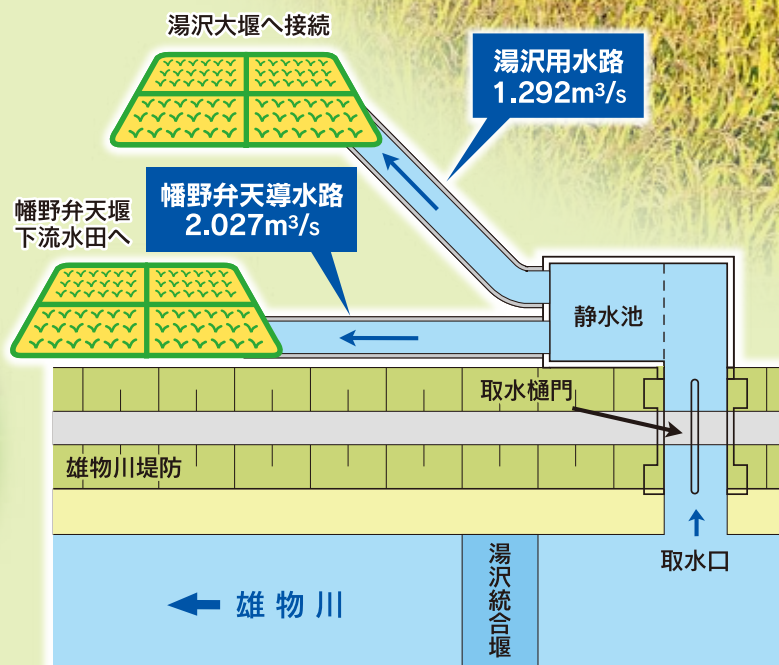 湯沢大堰へ接続
湯沢用水路
1.292m³/s
幡野弁天導水路
2.027m³/s
幡野弁天堰
下流水田へ
静水池
取水樋門
雄物川堤防
取水口
湯沢統合堰
雄物川